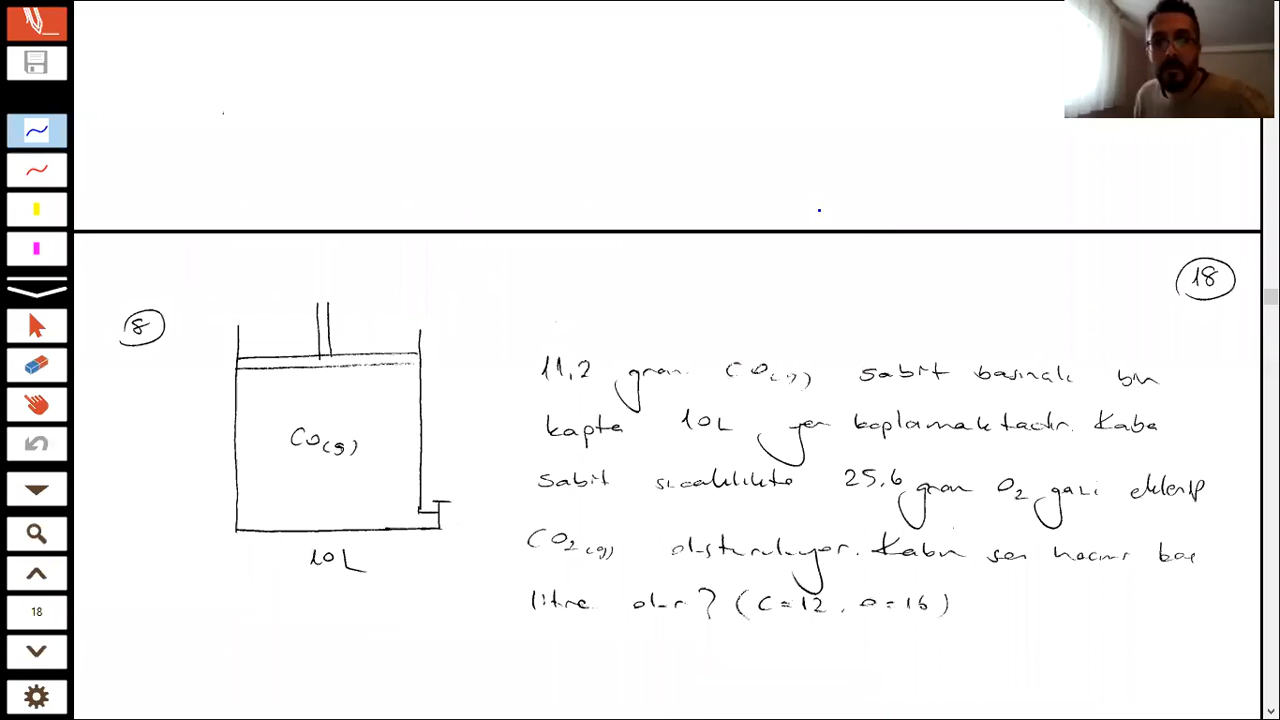 18
8
11,2 gram CO(g) sabit basınçlı bir
kapta 10L yer kaplamaktadır. Kaba
sabit sıcaklıkta 25,6 gram O2 gazı eklenip
CO2(g) oluşturuluyor. Kabın son hacmi kaç
litre olur? (C=12, O=16)
CO(g)
10L
18